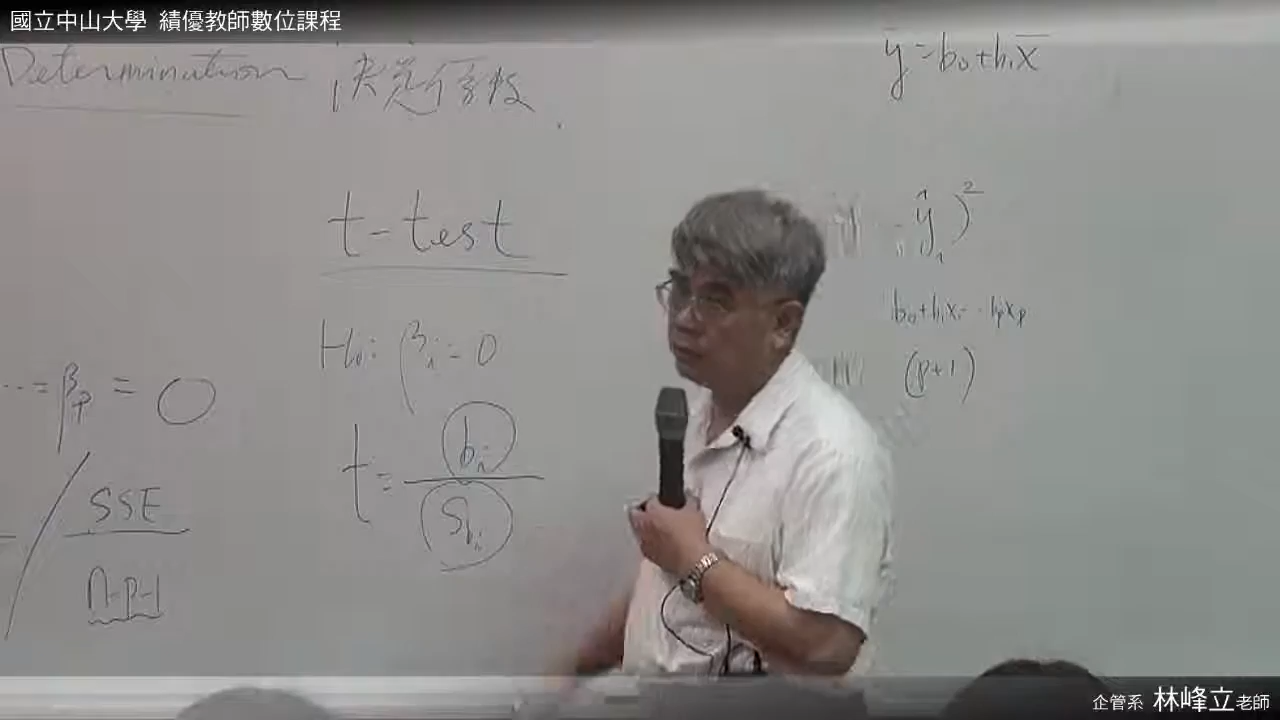 國立中山大學 績優教師數位課程
Determination 決定係數
ȳ = b₀ + b₁x̄
t-test
ŷᵢ)²
H₀: βᵢ = 0
b₀+b₁x₁...bₚxₚ
(p+1)
...= βₚ = 0
t = bᵢ / S_bᵢ
/ SSE
n-p-1
企管系 林峰立老師